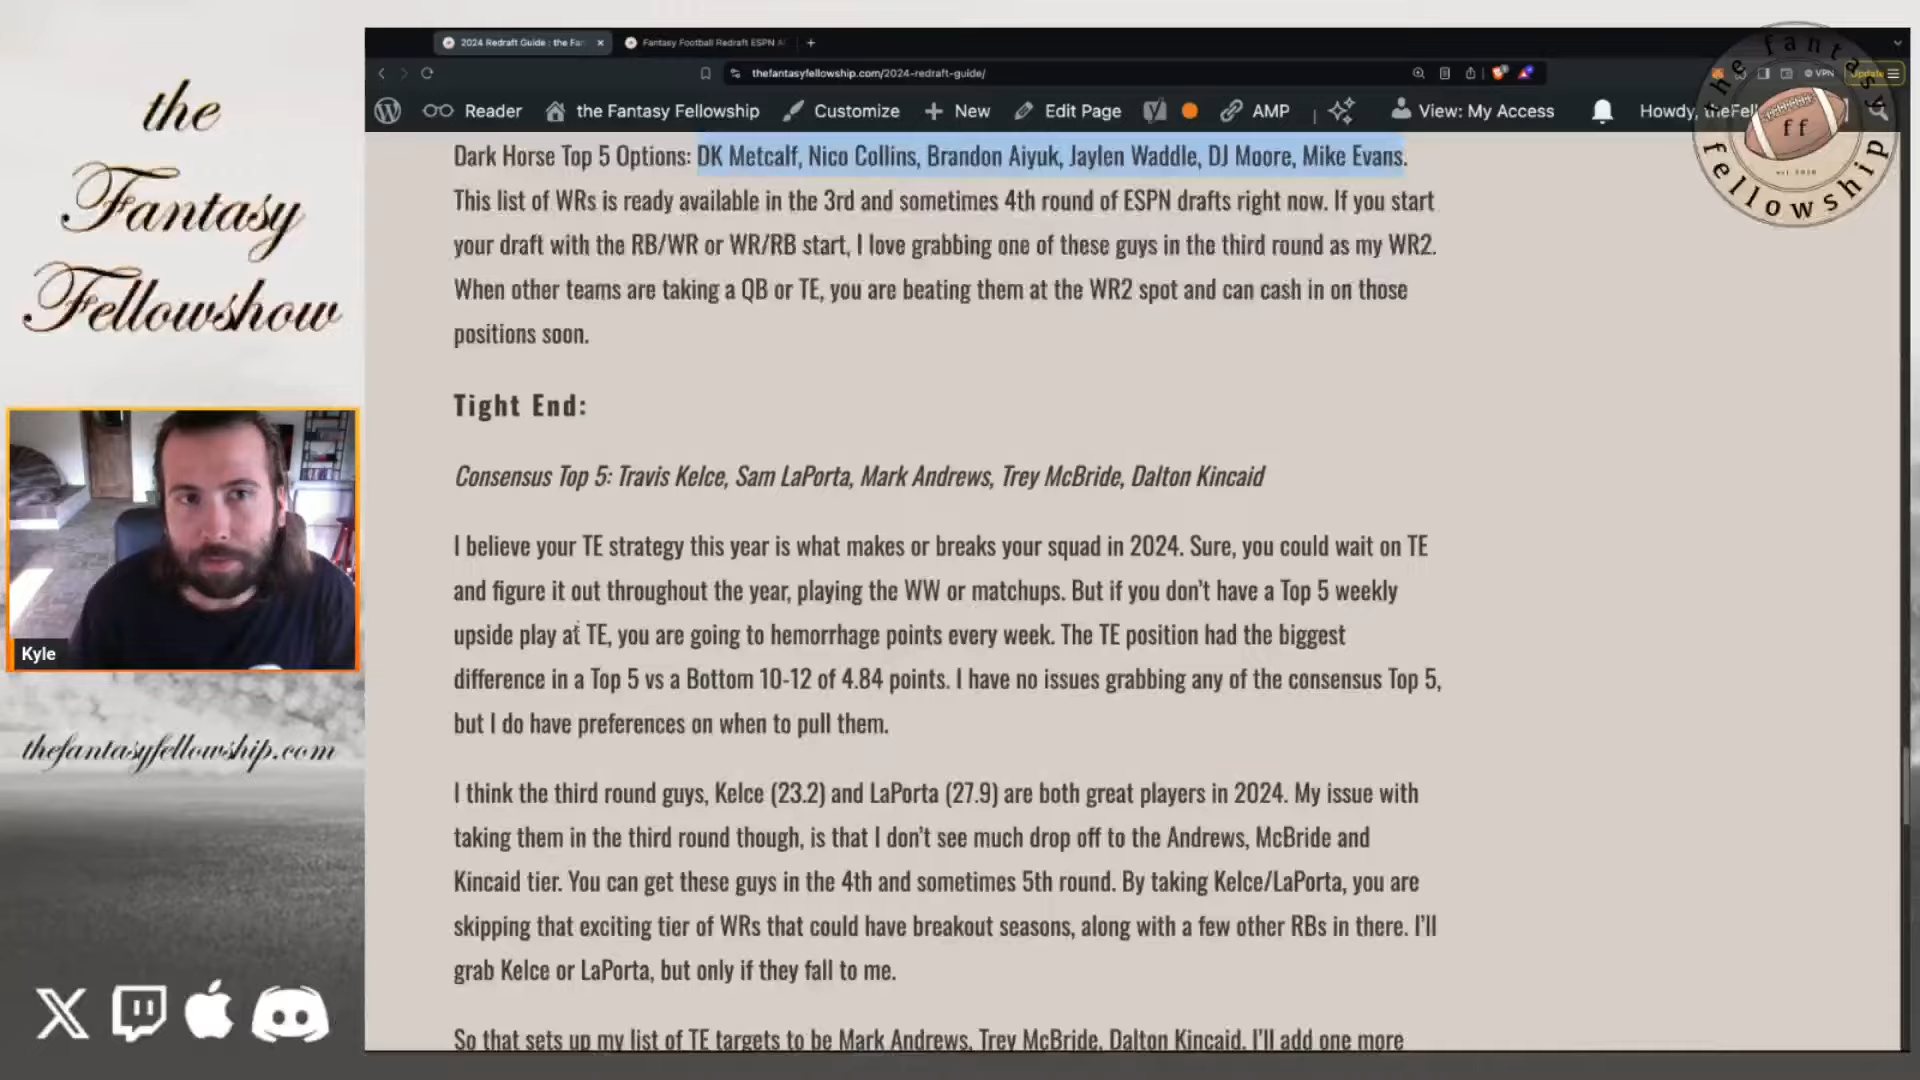 the
Fantasy
Fellowshow
Kyle
thefantasyfellowship.com
2024 Redraft Guide : the Fan
Fantasy Football Redraft ESPN A
thefantasyfellowship.com/2024-redraft-guide/
VPN
Update
Reader
the Fantasy Fellowship
Customize
New
Edit Page
AMP
View: My Access
Howdy, theFel
the fantasy fellowship
ff
Dark Horse Top 5 Options: DK Metcalf, Nico Collins, Brandon Aiyuk, Jaylen Waddle, DJ Moore, Mike Evans.
This list of WRs is ready available in the 3rd and sometimes 4th round of ESPN drafts right now. If you start
your draft with the RB/WR or WR/RB start, I love grabbing one of these guys in the third round as my WR2.
When other teams are taking a QB or TE, you are beating them at the WR2 spot and can cash in on those
positions soon.
Tight End:
Consensus Top 5: Travis Kelce, Sam LaPorta, Mark Andrews, Trey McBride, Dalton Kincaid
I believe your TE strategy this year is what makes or breaks your squad in 2024. Sure, you could wait on TE
and figure it out throughout the year, playing the WW or matchups. But if you don't have a Top 5 weekly
upside play at TE, you are going to hemorrhage points every week. The TE position had the biggest
difference in a Top 5 vs a Bottom 10-12 of 4.84 points. I have no issues grabbing any of the consensus Top 5,
but I do have preferences on when to pull them.
I think the third round guys, Kelce (23.2) and LaPorta (27.9) are both great players in 2024. My issue with
taking them in the third round though, is that I don't see much drop off to the Andrews, McBride and
Kincaid tier. You can get these guys in the 4th and sometimes 5th round. By taking Kelce/LaPorta, you are
skipping that exciting tier of WRs that could have breakout seasons, along with a few other RBs in there. I'll
grab Kelce or LaPorta, but only if they fall to me.
So that sets up my list of TE targets to be Mark Andrews, Trey McBride, Dalton Kincaid. I'll add one more